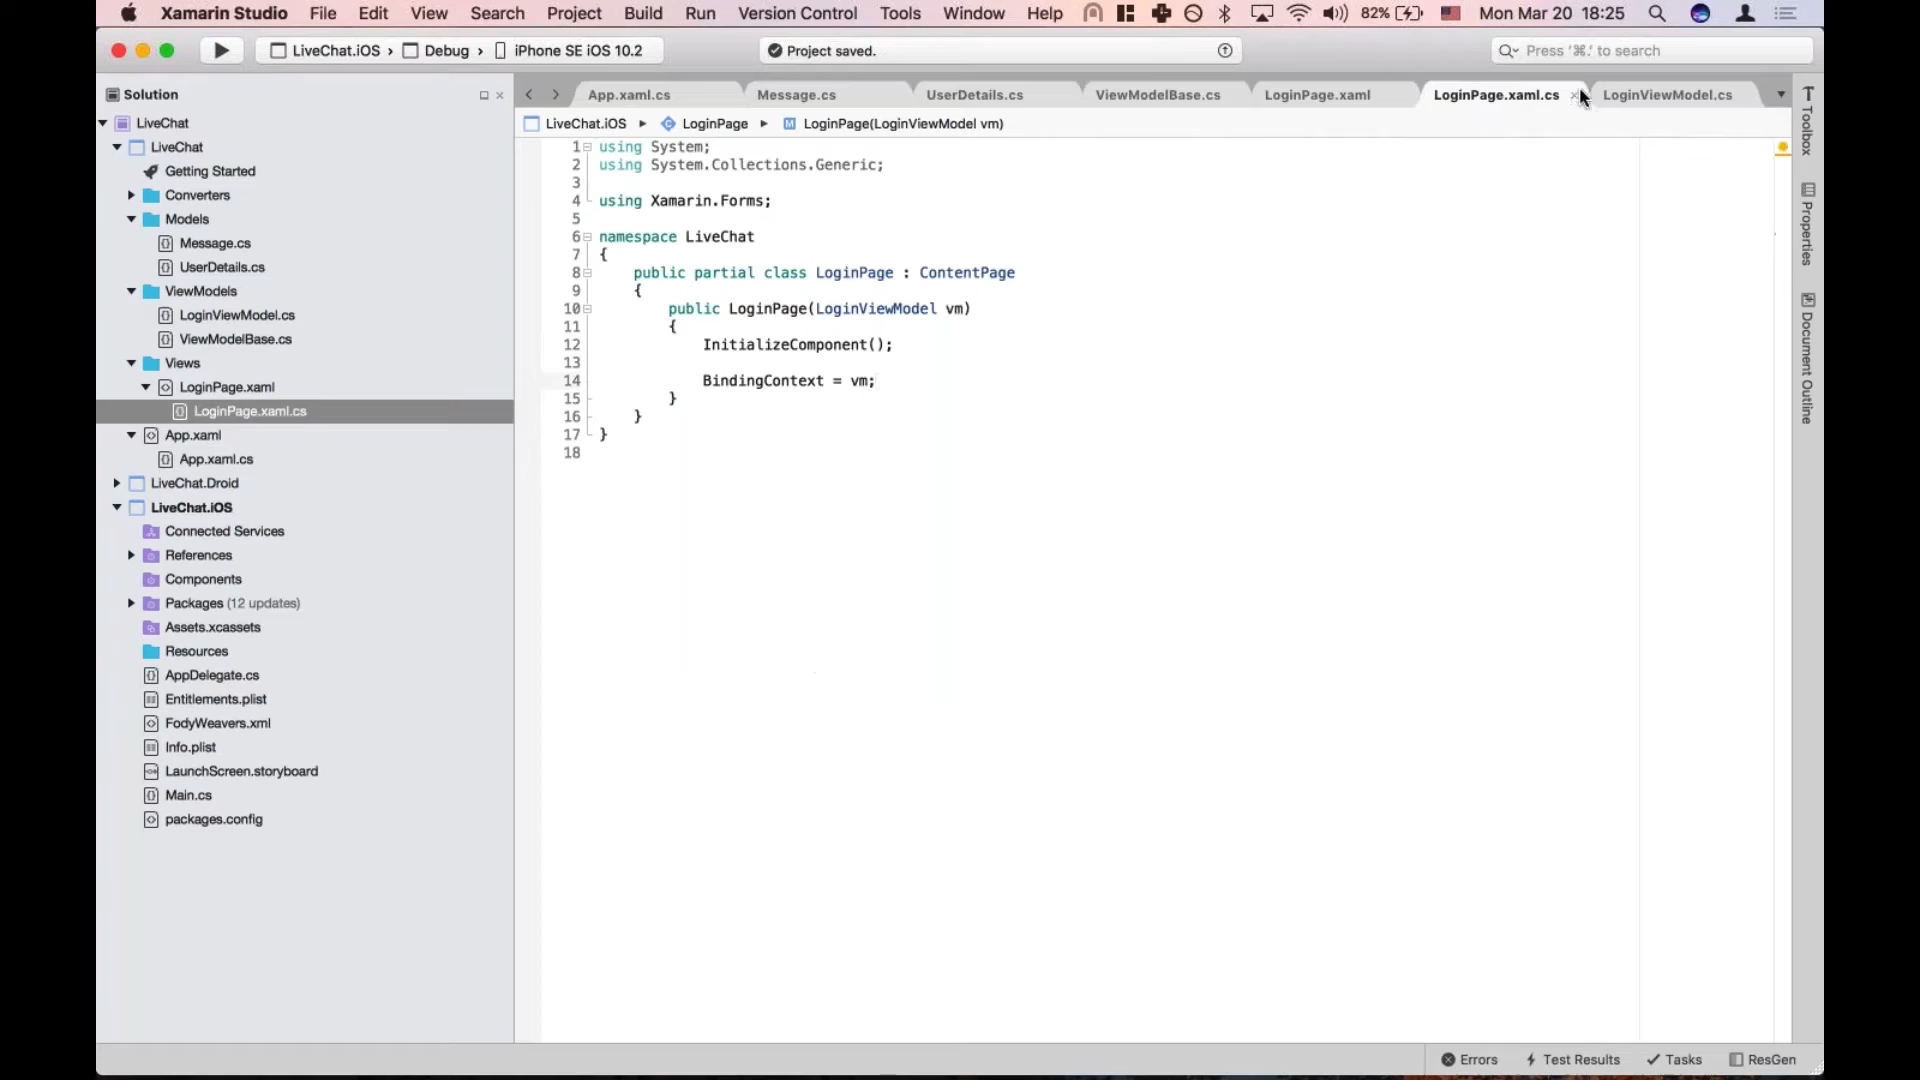 Xamarin Studio File Edit View Search Project Build Run Version Control Tools Window Help 82% Mon Mar 20 18:25
LiveChat.iOS › Debug › iPhone SE iOS 10.2
Project saved.
Press '⌘.' to search
Solution
LiveChat
LiveChat
Getting Started
Converters
Models
Message.cs
UserDetails.cs
ViewModels
LoginViewModel.cs
ViewModelBase.cs
Views
LoginPage.xaml
LoginPage.xaml.cs
App.xaml
App.xaml.cs
LiveChat.Droid
LiveChat.iOS
Connected Services
References
Components
Packages (12 updates)
Assets.xcassets
Resources
AppDelegate.cs
Entitlements.plist
FodyWeavers.xml
Info.plist
LaunchScreen.storyboard
Main.cs
packages.config
App.xaml.cs Message.cs UserDetails.cs ViewModelBase.cs LoginPage.xaml LoginPage.xaml.cs LoginViewModel.cs
LiveChat.iOS LoginPage LoginPage(LoginViewModel vm)
1 using System;
2 using System.Collections.Generic;
3
4 using Xamarin.Forms;
5
6 namespace LiveChat
7 {
8 public partial class LoginPage : ContentPage
9 {
10 public LoginPage(LoginViewModel vm)
11 {
12 InitializeComponent();
13
14 BindingContext = vm;
15 }
16 }
17 }
18
Toolbox
Properties
Document Outline
Errors Test Results Tasks ResGen